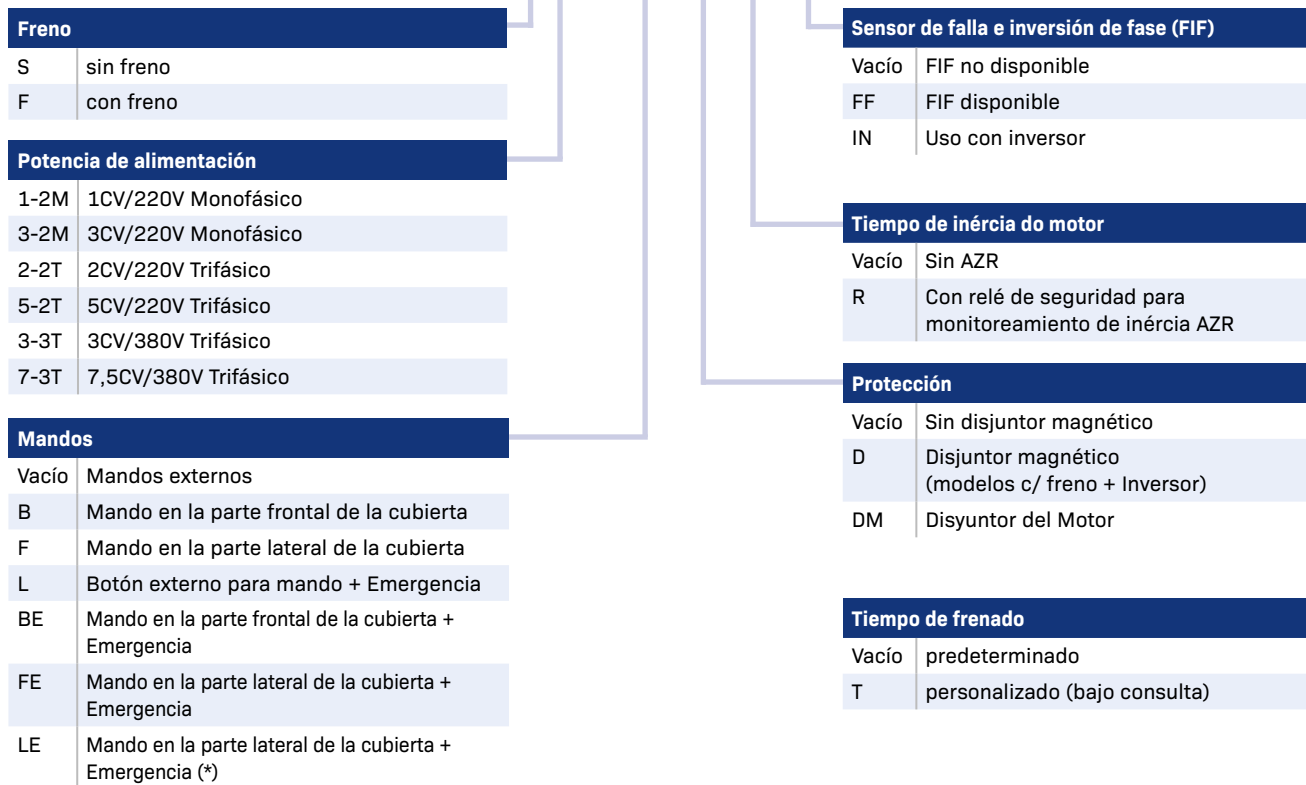 Freno
S sin freno
F con freno
Potencia de alimentación
1-2M 1CV/220V Monofásico
3-2M 3CV/220V Monofásico
2-2T 2CV/220V Trifásico
5-2T 5CV/220V Trifásico
3-3T 3CV/380V Trifásico
7-3T 7,5CV/380V Trifásico
Mandos
Vacío Mandos externos
B Mando en la parte frontal de la cubierta
F Mando en la parte lateral de la cubierta
L Botón externo para mando + Emergencia
BE Mando en la parte frontal de la cubierta +
Emergencia
FE Mando en la parte lateral de la cubierta +
Emergencia
LE Mando en la parte lateral de la cubierta +
Emergencia (*)
Sensor de falla e inversión de fase (FIF)
Vacío FIF no disponible
FF FIF disponible
IN Uso con inversor
Tiempo de inércia do motor
Vacío Sin AZR
R Con relé de seguridad para
monitoreamiento de inércia AZR
Protección
Vacío Sin disjuntor magnético
D Disjuntor magnético
(modelos c/ freno + Inversor)
DM Disyuntor del Motor
Tiempo de frenado
Vacío predeterminado
T personalizado (bajo consulta)